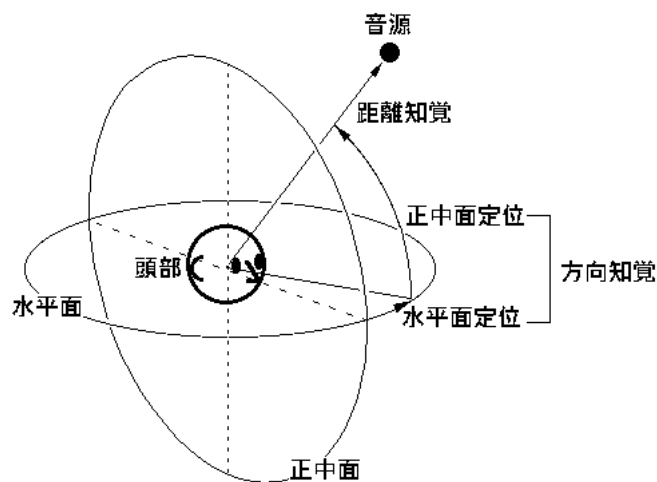 音源
距離知覚
正中面定位
方向知覚
頭部
水平面
水平面定位
正中面